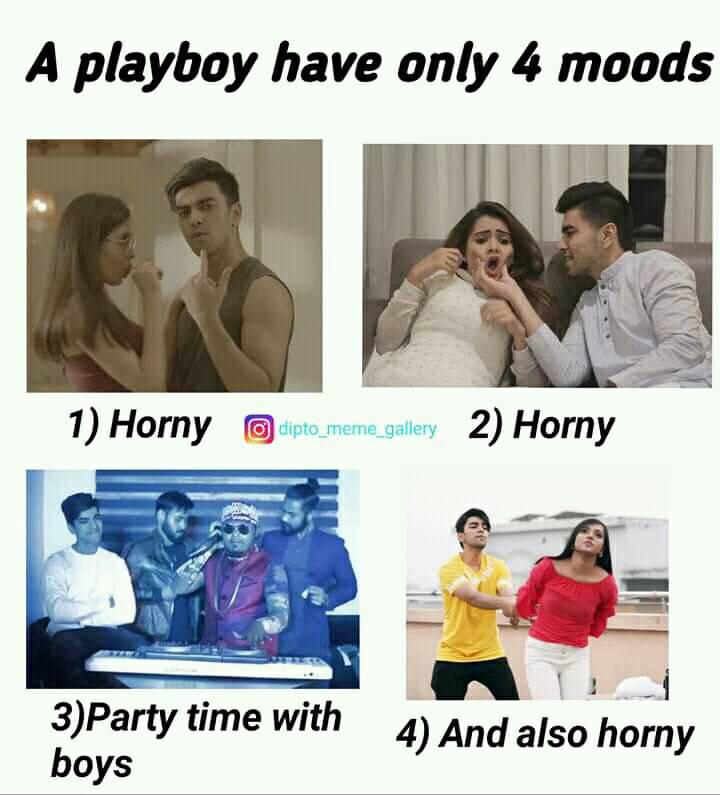 A playboy have only 4 moods
1) Horny
dipto_meme_gallery
2) Horny
3)Party time with
boys
4) And also horny